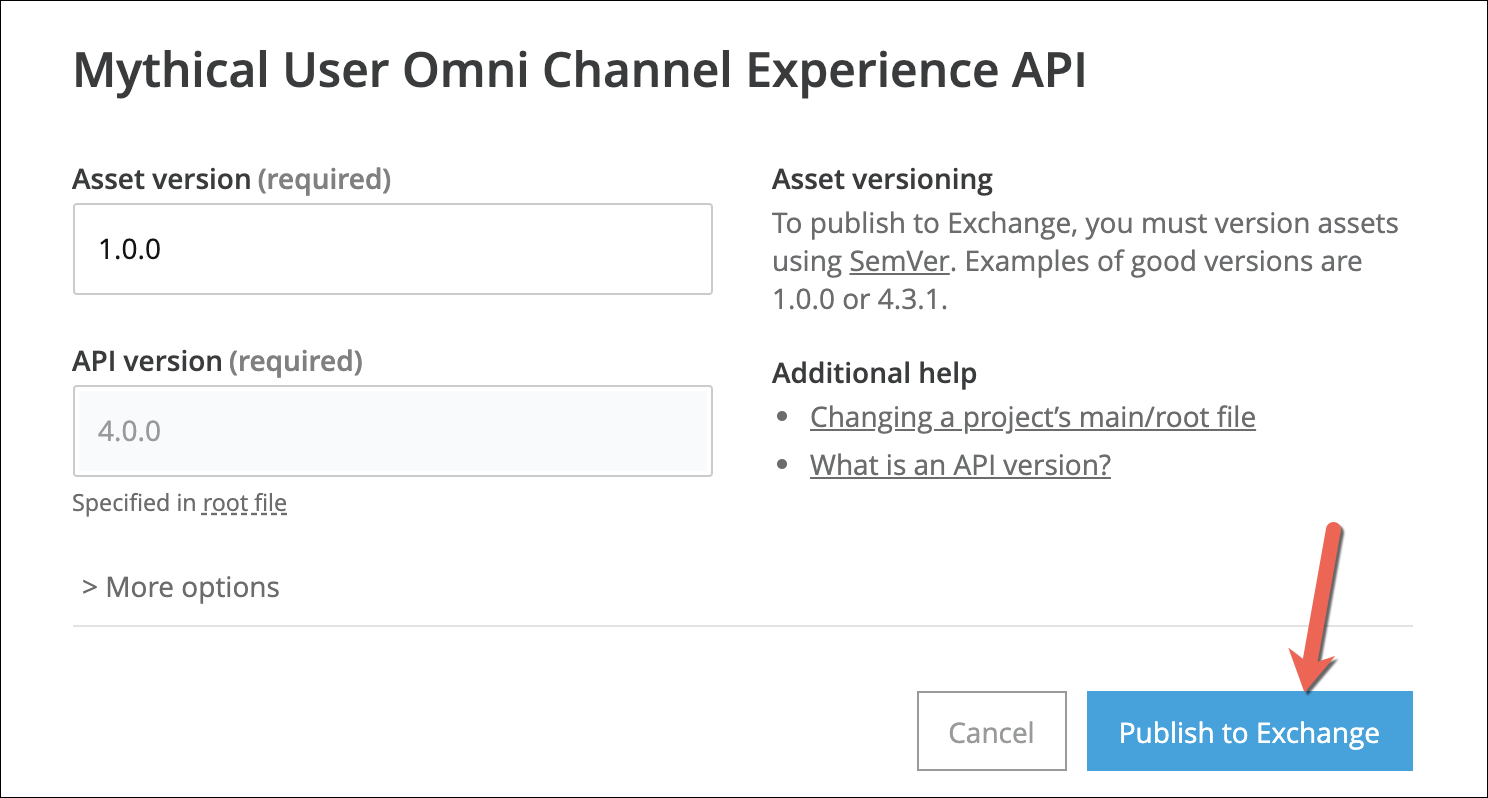 Mythical User Omni Channel Experience API
Asset version (required)
1.0.0
API version (required)
4.0.0
Specified in root file
> More options
Asset versioning
To publish to Exchange, you must version assets
using SemVer. Examples of good versions are
1.0.0 or 4.3.1.
Additional help
• Changing a project’s main/root file
• What is an API version?
Cancel
Publish to Exchange